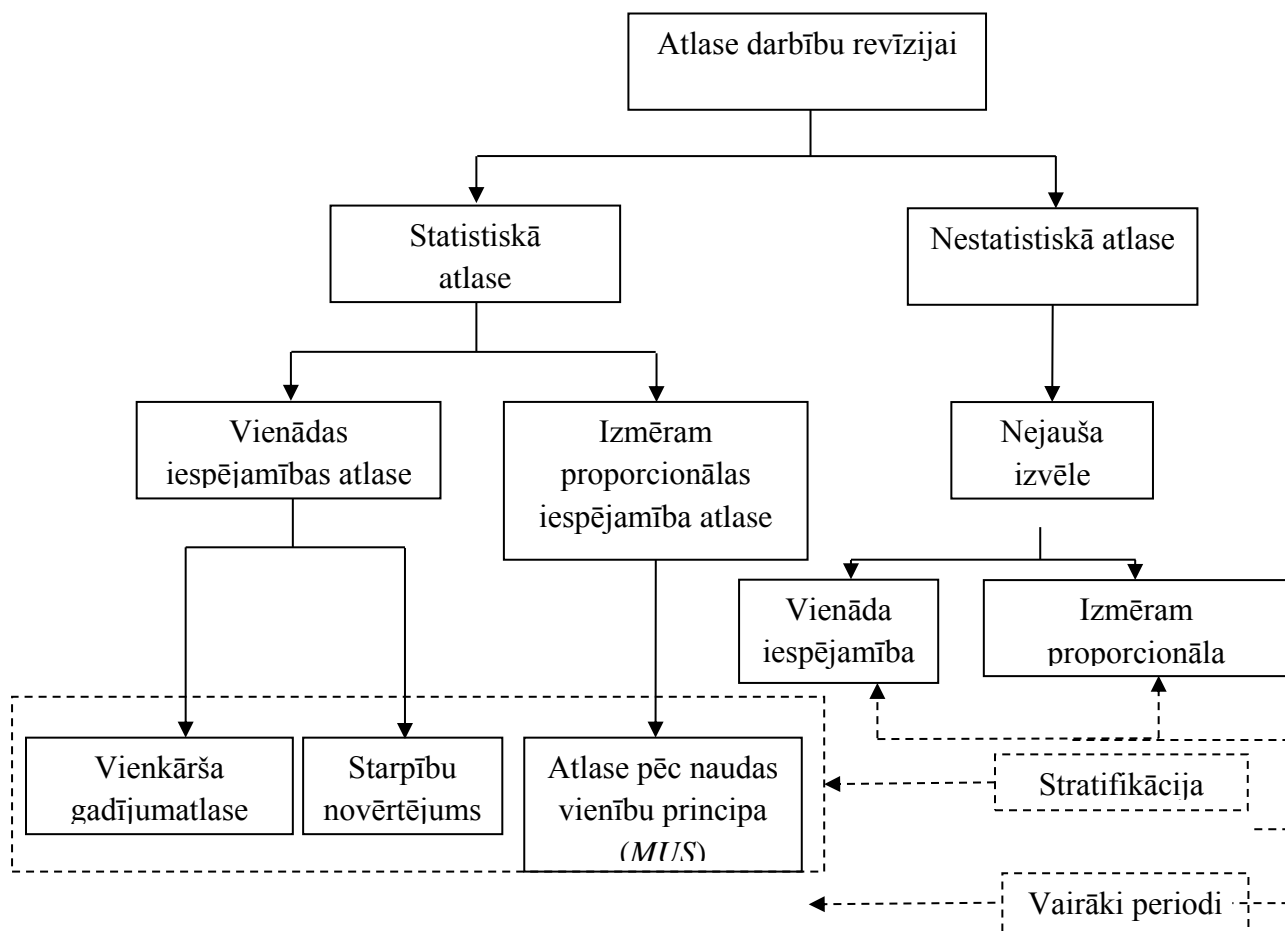 Atlase darbību revīzijai
Statistiskā
atlase
Nestatistiskā atlase
Vienādas
iespējamības atlase
Izmēram
proporcionālas
iespējamība atlase
Nejauša
izvēle
Vienāda
iespējamība
Izmēram
proporcionāla
Vienkārša
gadījumatlase
Starpību
novērtējums
Atlase pēc naudas
vienību principa
(MUS)
Stratifikācija
Vairāki periodi